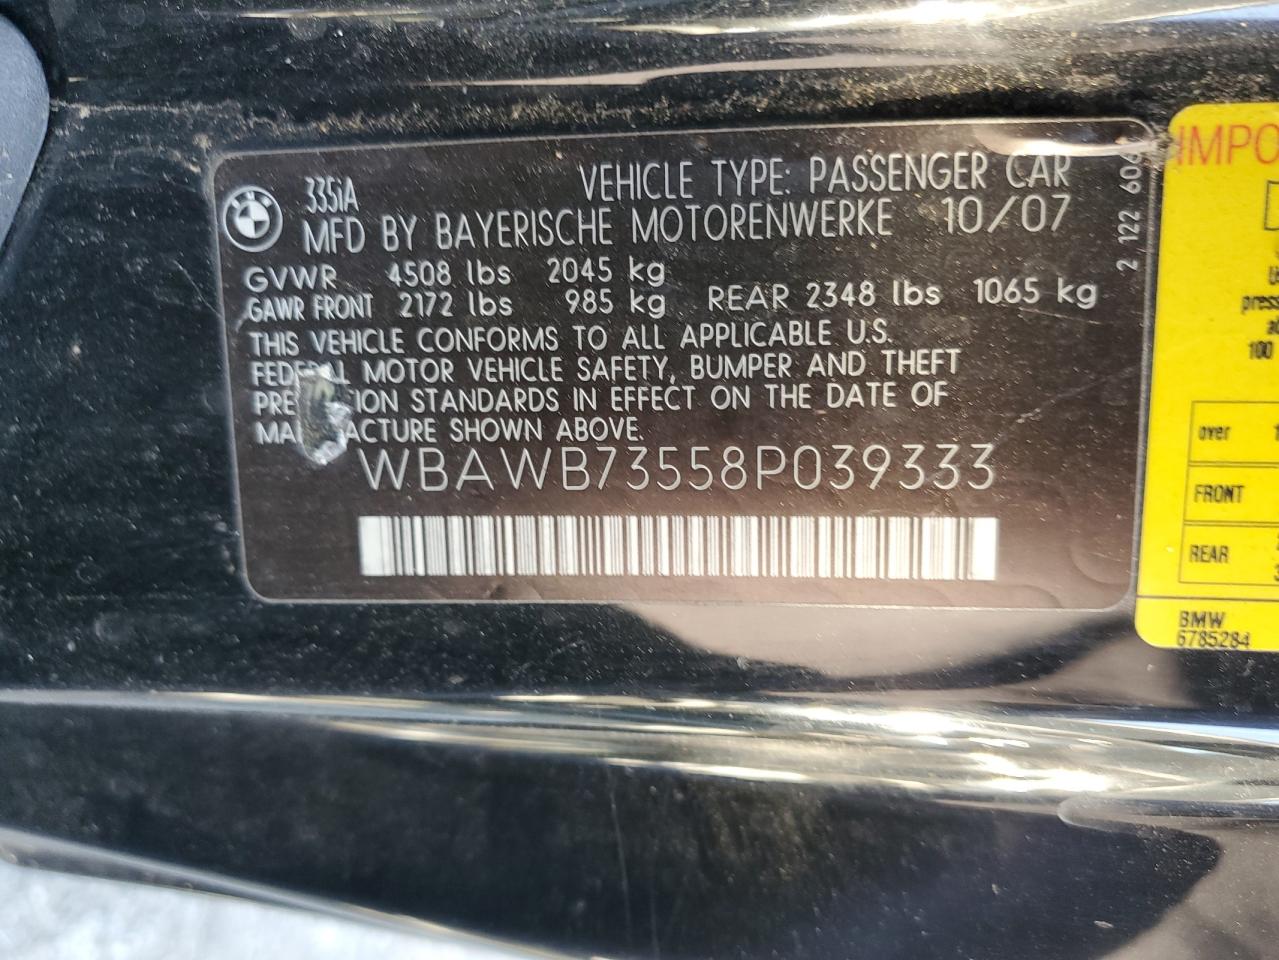 335iA VEHICLE TYPE: PASSENGER CAR
MFD BY BAYERISCHE MOTORENWERKE 10/07
GVWR 4508 lbs 2045 kg
GAWR FRONT 2172 lbs 985 kg REAR 2348 lbs 1065 kg
THIS VEHICLE CONFORMS TO ALL APPLICABLE U.S.
MOTOR VEHICLE SAFETY, BUMPER AND THEFT
STANDARDS IN EFFECT ON THE DATE OF
SHOWN ABOVE.
WBAWB73558P039333
2 122 606
over
FRONT
REAR
BMW
6785284
100